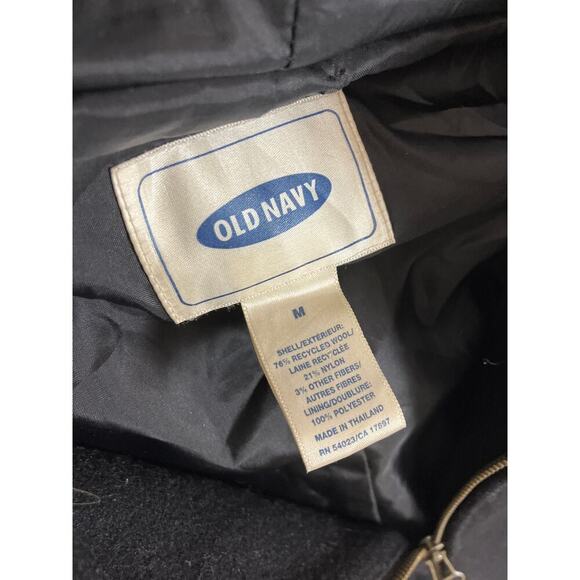 OLD NAVY
M
SHELL/EXTERIEUR:
76% RECYCLED WOOL/
LAINE RECYCLÉE
21% NYLON
3% OTHER FIBERS/
AUTRES FIBRES
LINING/DOUBLURE:
100% POLYESTER
MADE IN THAILAND
RN 54023/CA 17897